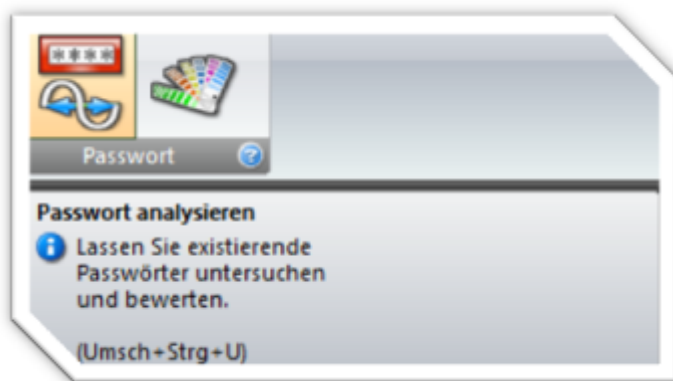 ****
Passwort ?
Passwort analysieren
Lassen Sie existierende
Passwörter untersuchen
und bewerten.
(Umsch+Strg+U)